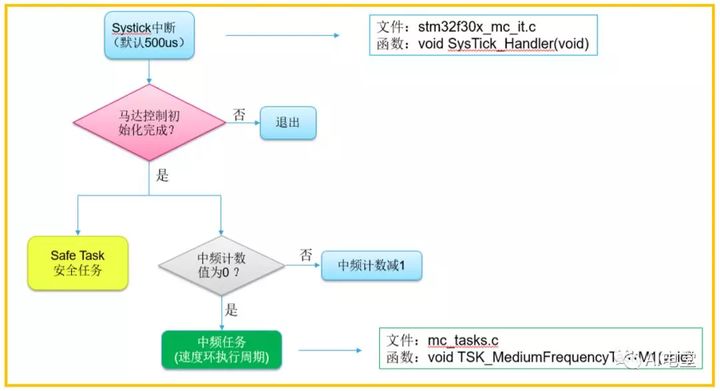 Systick中断
（默认500us）
文件：stm32f30x_mc_it.c
函数：void SysTick_Handler(void)
马达控制初
始化完成？
否
退出
是
Safe Task
安全任务
中频计数
值为0？
否
中频计数减1
是
中频任务
(速度环执行周期)
文件：mc_tasks.c
函数：void TSK_MediumFrequencyT